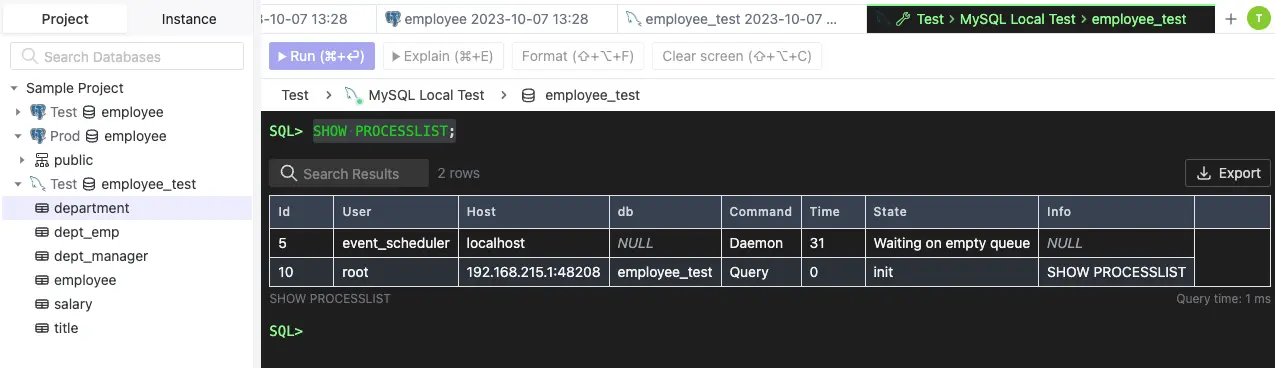 Project Instance
Search Databases
Sample Project
Test employee
Prod employee
public
Test employee_test
department
dept_emp
dept_manager
employee
salary
title
3-10-07 13:28 employee 2023-10-07 13:28 employee_test 2023-10-07 ... Test > MySQL Local Test > employee_test + T
Run (⌘+⏎) Explain (⌘+E) Format (⇧+⌥+F) Clear screen (⇧+⌥+C)
Test > MySQL Local Test > employee_test
SQL> SHOW PROCESSLIST;
Search Results 2 rows Export
Id User Host db Command Time State Info
5 event_scheduler localhost NULL Daemon 31 Waiting on empty queue NULL
10 root 192.168.215.1:48208 employee_test Query 0 init SHOW PROCESSLIST
SHOW PROCESSLIST Query time: 1 ms
SQL>